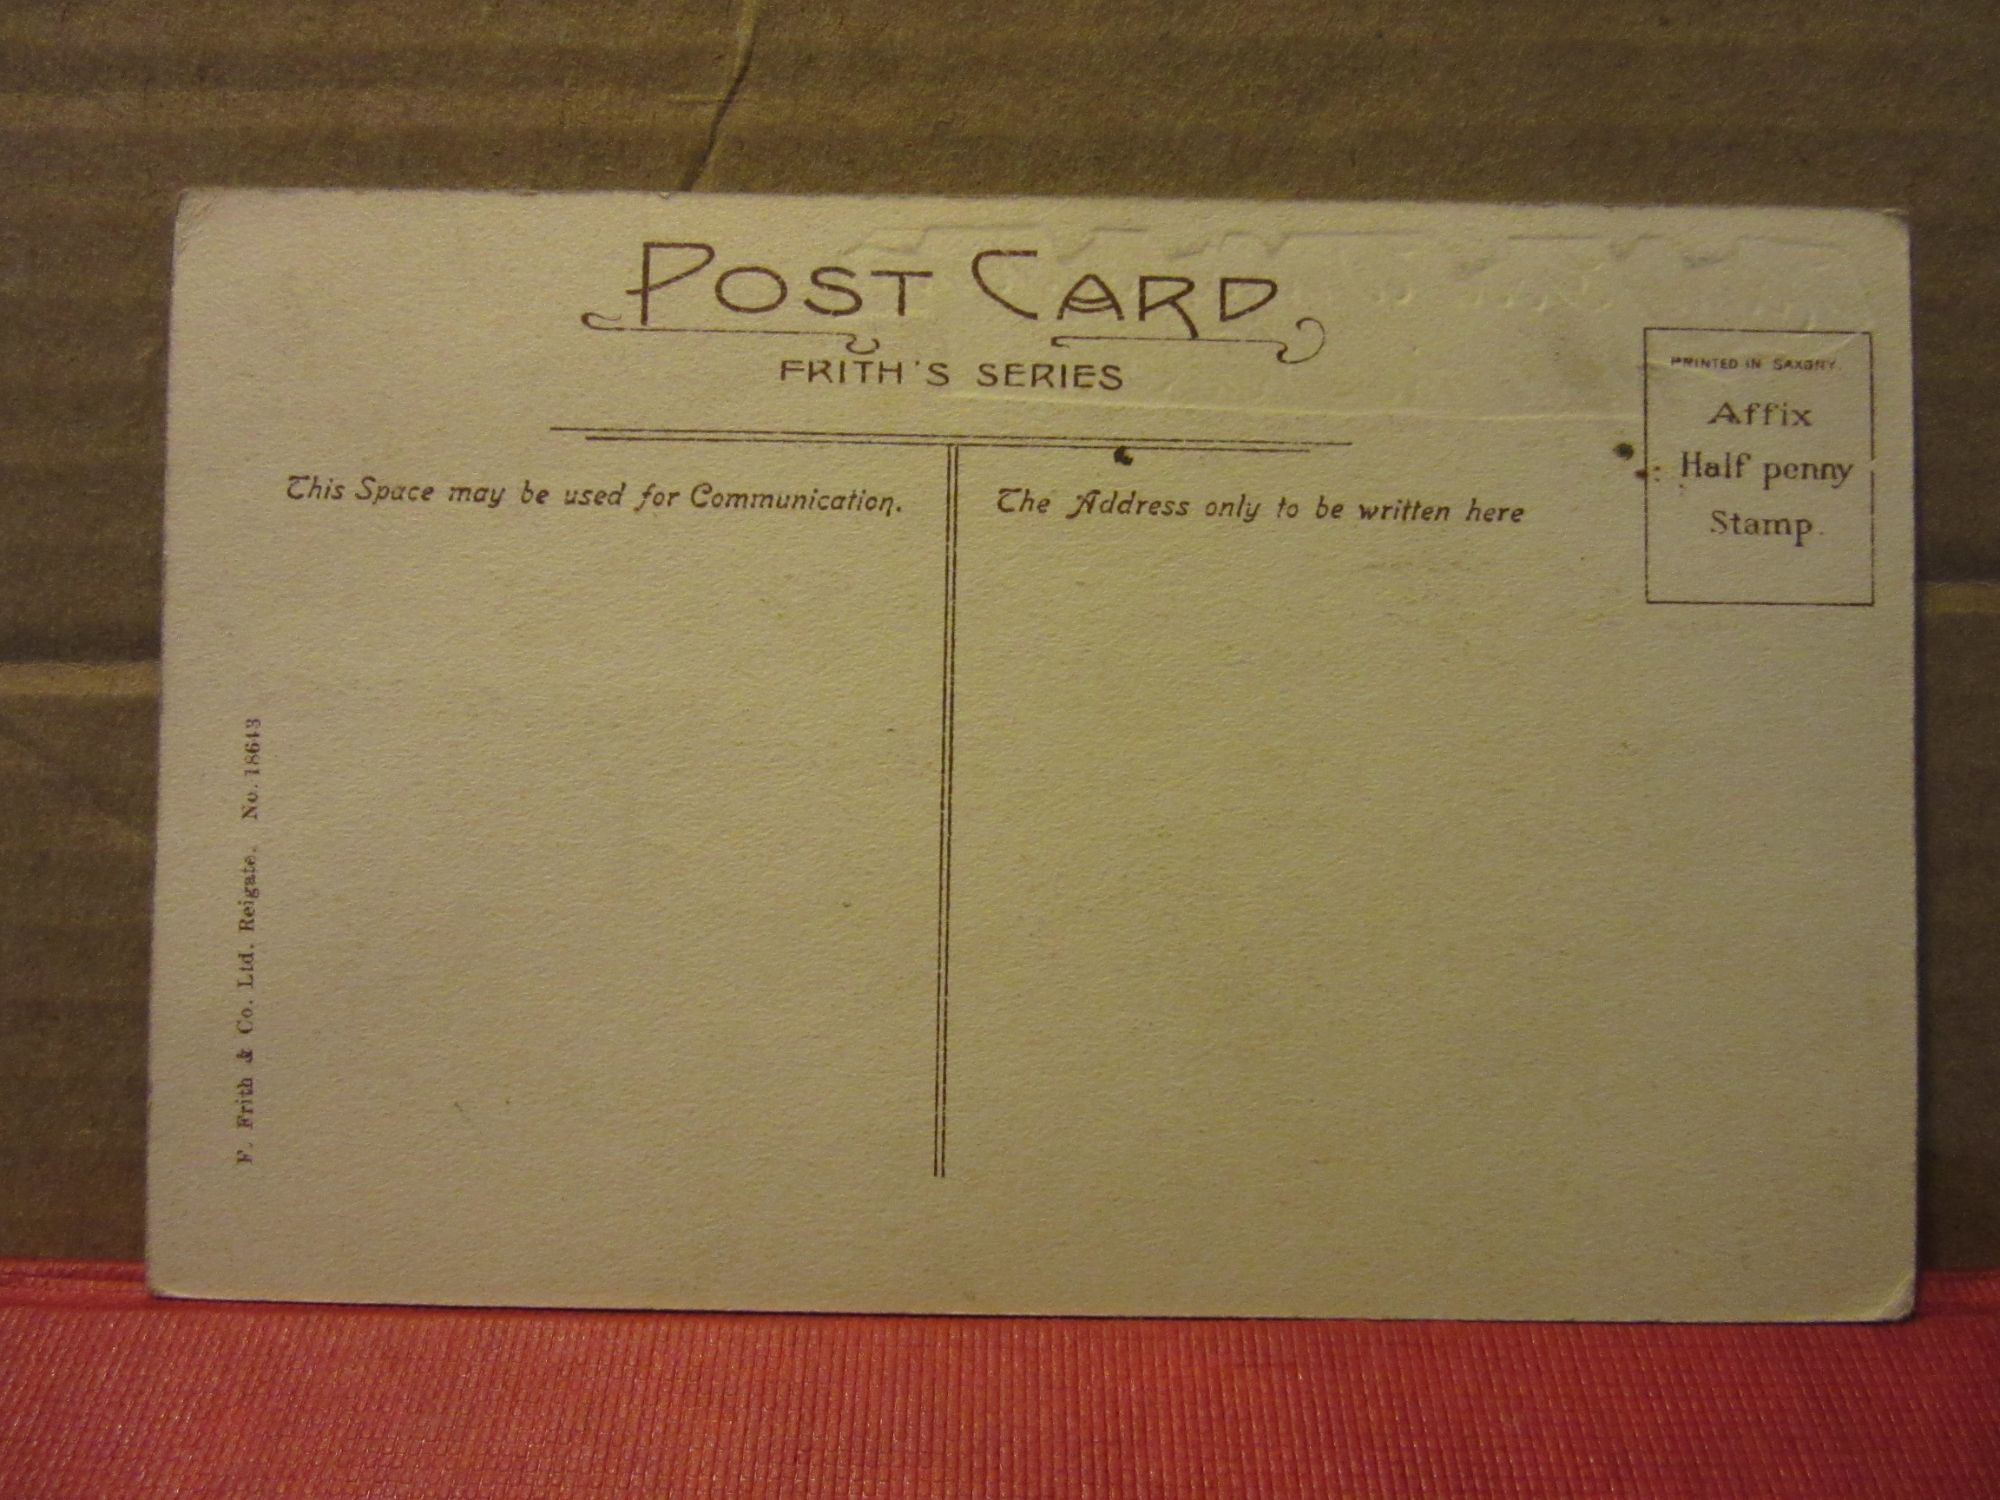 POST CARD
FRITH'S SERIES
This Space may be used for Communication.
The Address only to be written here
PRINTED IN SAXONY.
Affix
Half penny
Stamp.
F. Frith & Co. Ltd. Reigate. No. 18643